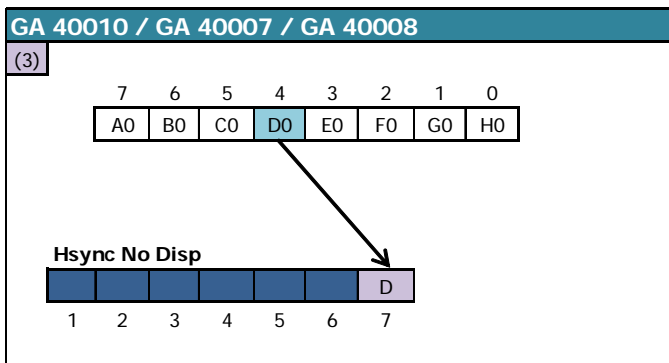 GA 40010 / GA 40007 / GA 40008
(3)
7 6 5 4 3 2 1 0
A0 B0 C0 D0 E0 F0 G0 H0
Hsync No Disp
D
1 2 3 4 5 6 7